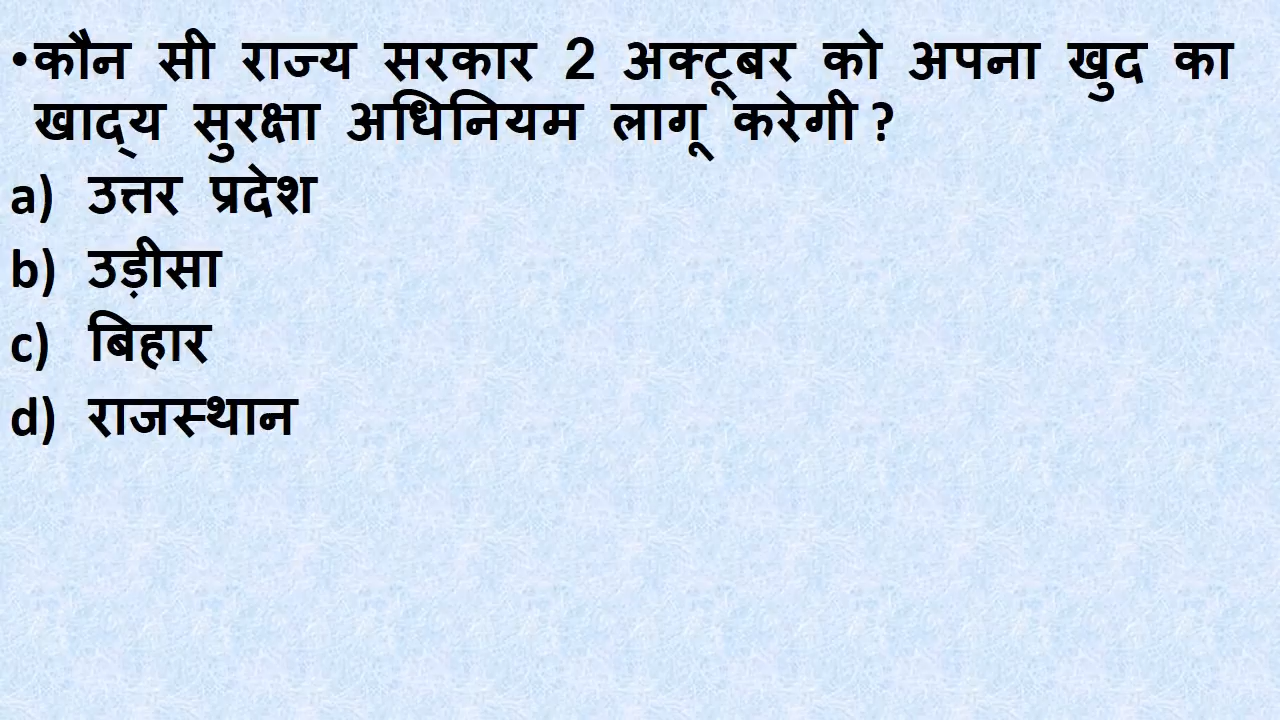 •कौन सी राज्य सरकार 2 अक्टूबर को अपना खुद का
खाद्य सुरक्षा अधिनियम लागू करेगी ?
a) उत्तर प्रदेश
b) उड़ीसा
c) बिहार
d) राजस्थान